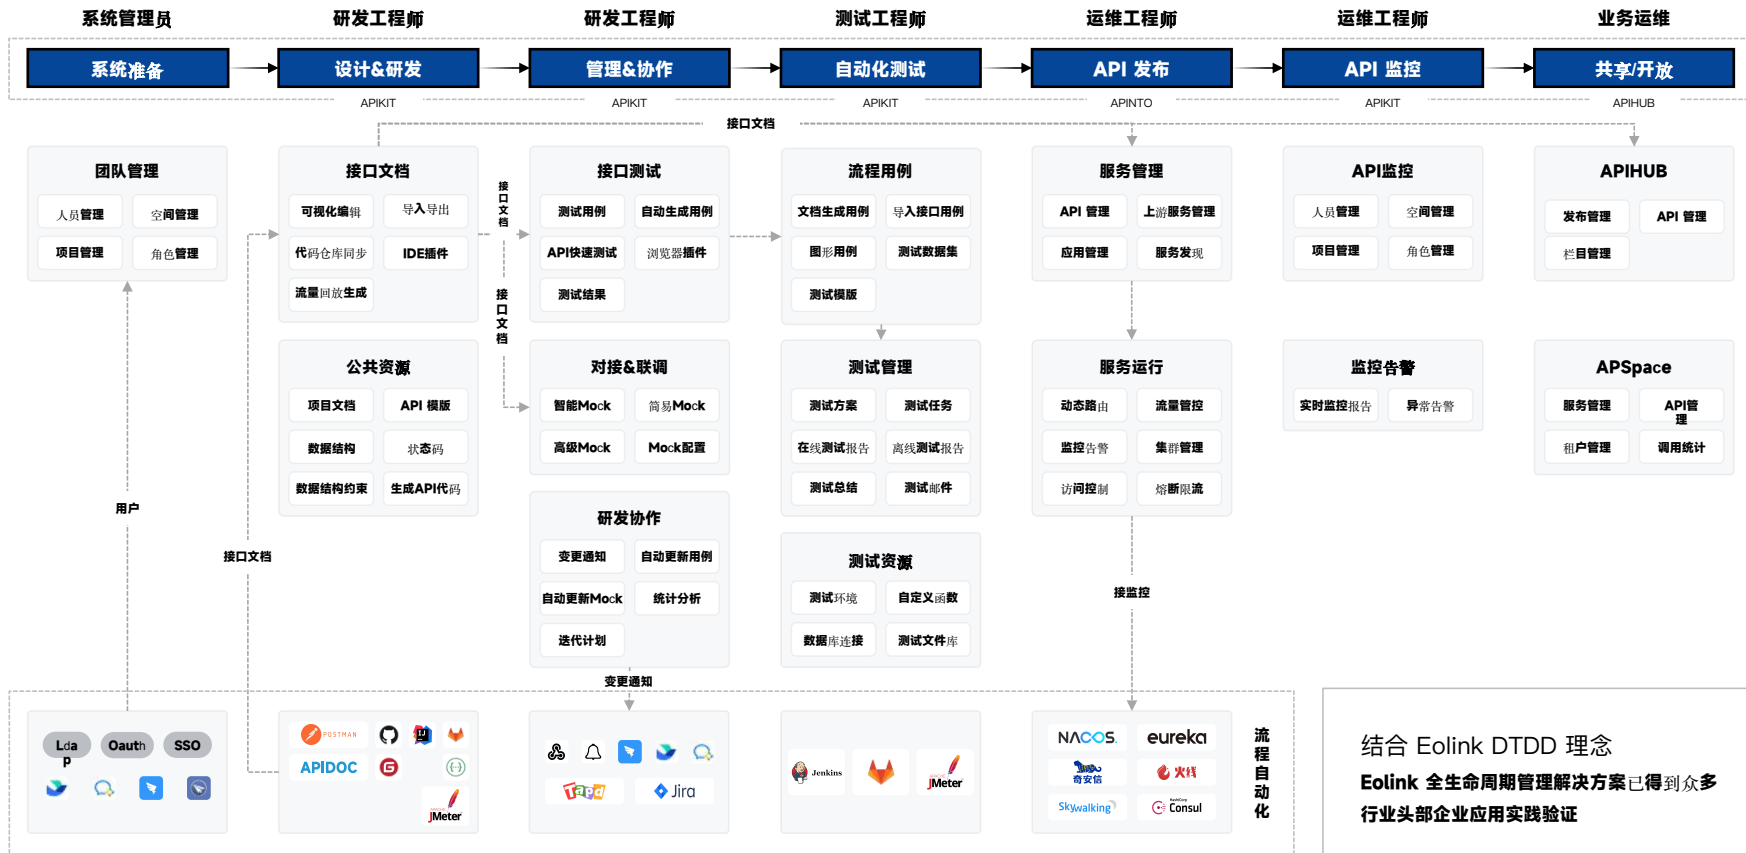 系统管理员
研发工程师
研发工程师
测试工程师
运维工程师
运维工程师
业务运维
系统准备
设计&研发
管理&协作
自动化测试
API 发布
API 监控
共享/开放
APIKIT
APIKIT
APIKIT
APINTO
APIKIT
APIHUB
接口文档
团队管理
人员管理
空间管理
项目管理
角色管理
接口文档
可视化编辑
导入导出
代码仓库同步
IDE插件
流量回放生成
接口文档
接口文档
接口测试
测试用例
自动生成用例
API快速测试
浏览器插件
测试结果
流程用例
文档生成用例
导入接口用例
图形用例
测试数据集
测试模版
服务管理
API 管理
上游服务管理
应用管理
服务发现
API监控
人员管理
空间管理
项目管理
角色管理
APIHUB
发布管理
API 管理
栏目管理
公共资源
项目文档
API 模版
数据结构
状态码
数据结构约束
生成API代码
对接&联调
智能Mock
简易Mock
高级Mock
Mock配置
测试管理
测试方案
测试任务
在线测试报告
离线测试报告
测试总结
测试邮件
服务运行
动态路由
流量管控
监控告警
集群管理
访问控制
熔断限流
监控告警
实时监控报告
异常告警
APSpace
服务管理
API管
理
租户管理
调用统计
用户
接口文档
研发协作
变更通知
自动更新用例
自动更新Mock
统计分析
迭代计划
变更通知
测试资源
测试环境
自定义函数
数据库连接
测试文件库
接监控
Lda
p
Oauth
SSO
POSTMAN
IJ
APIDOC
G
APACHE
JMeter
Tapd
Jira
Jenkins
APACHE
JMeter
NACOS.
eureka
奇安信
火线
Skywalking
HashiCorp
Consul
流程自动化
结合 Eolink DTDD 理念
Eolink 全生命周期管理解决方案已得到众多
行业头部企业应用实践验证